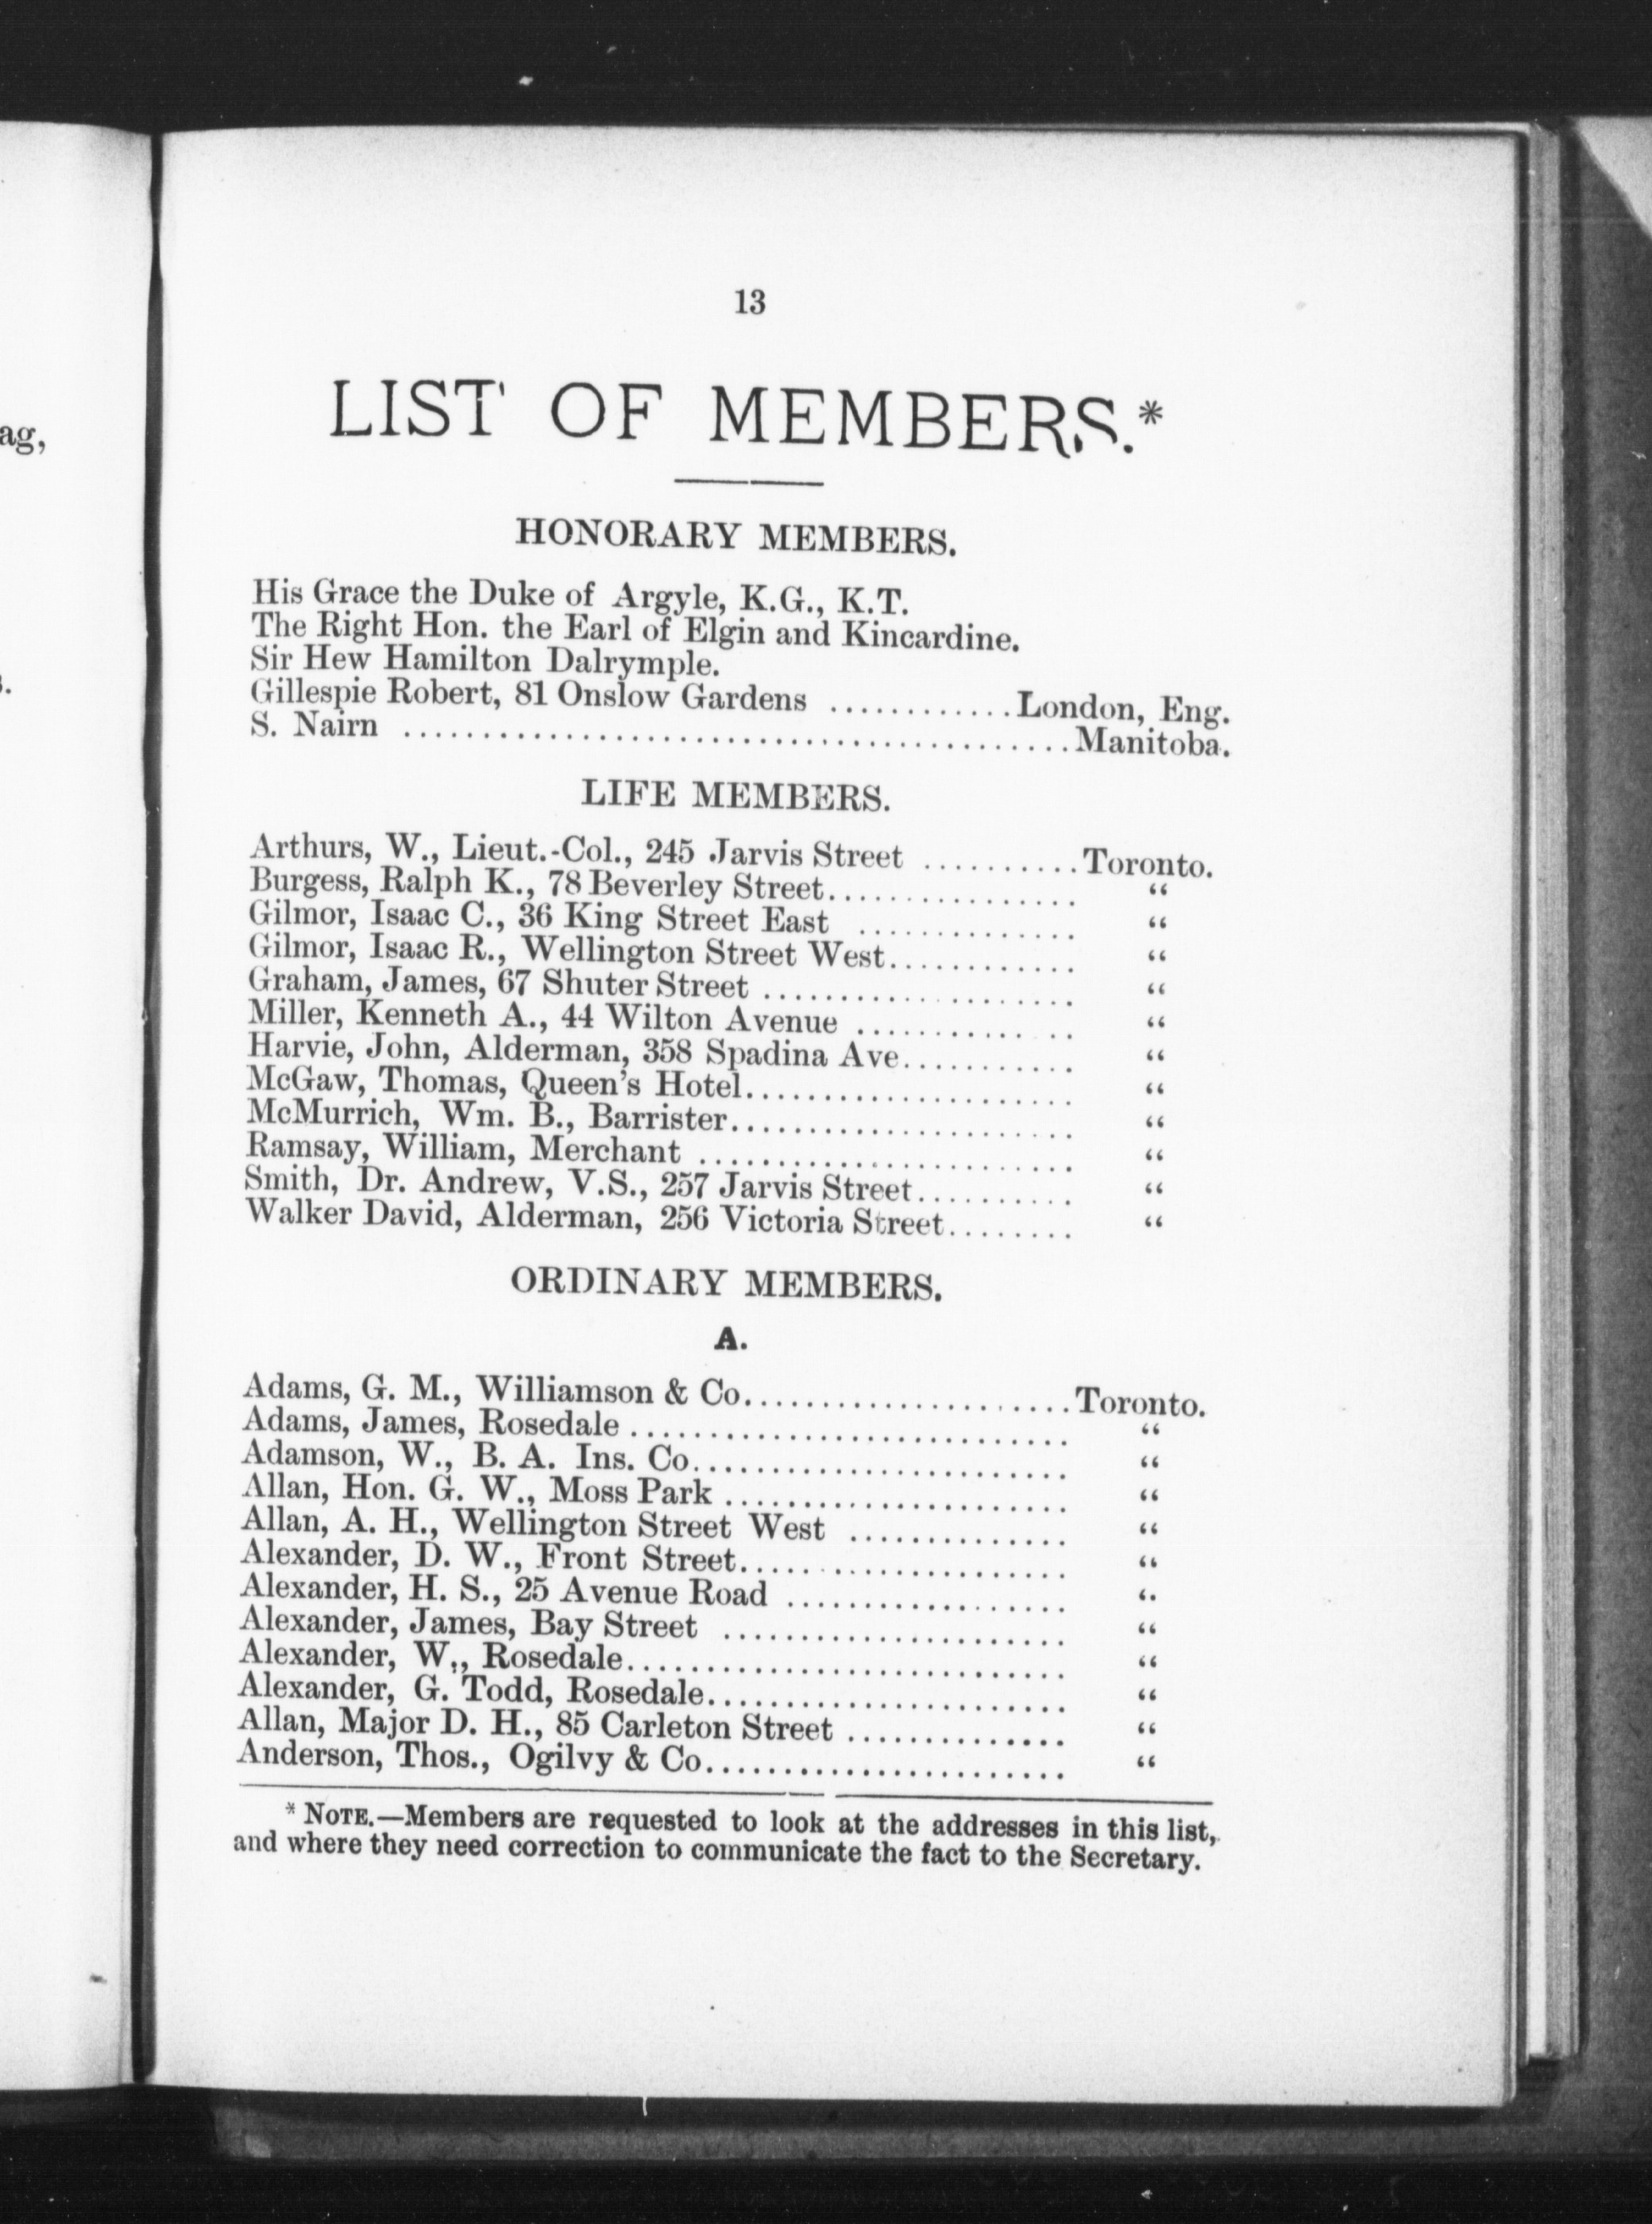 ag,
13
LIST OF MEMBERS.*
HONORARY MEMBERS.
His Grace the Duke of Argyle, K.G., K.T.
The Right Hon. the Earl of Elgin and Kincardine.
Sir Hew Hamilton Dalrymple.
Gillespie Robert, 81 Onslow Gardens ............London, Eng.
S. Nairn ..........................................Manitoba.
LIFE MEMBERS.
Arthurs, W., Lieut.-Col., 245 Jarvis Street ..........Toronto.
Burgess, Ralph K., 78 Beverley Street................ “
Gilmor, Isaac C., 36 King Street East .............. “
Gilmor, Isaac R., Wellington Street West............ “
Graham, James, 67 Shuter Street .................... “
Miller, Kenneth A., 44 Wilton Avenue .............. “
Harvie, John, Alderman, 358 Spadina Ave........... “
McGaw, Thomas, Queen's Hotel..................... “
McMurrich, Wm. B., Barrister...................... “
Ramsay, William, Merchant ........................ “
Smith, Dr. Andrew, V.S., 257 Jarvis Street.......... “
Walker David, Alderman, 256 Victoria Street........ “
ORDINARY MEMBERS.
A.
Adams, G. M., Williamson & Co.....................Toronto.
Adams, James, Rosedale ............................ “
Adamson, W., B. A. Ins. Co........................ “
Allan, Hon. G. W., Moss Park ...................... “
Allan, A. H., Wellington Street West .............. “
Alexander, D. W., Front Street..................... “
Alexander, H. S., 25 Avenue Road .................. “
Alexander, James, Bay Street ...................... “
Alexander, W,, Rosedale............................ “
Alexander, G. Todd, Rosedale....................... “
Allan, Major D. H., 85 Carleton Street .............. “
Anderson, Thos., Ogilvy & Co....................... “
* NOTE.—Members are requested to look at the addresses in this list,
and where they need correction to communicate the fact to the Secretary.